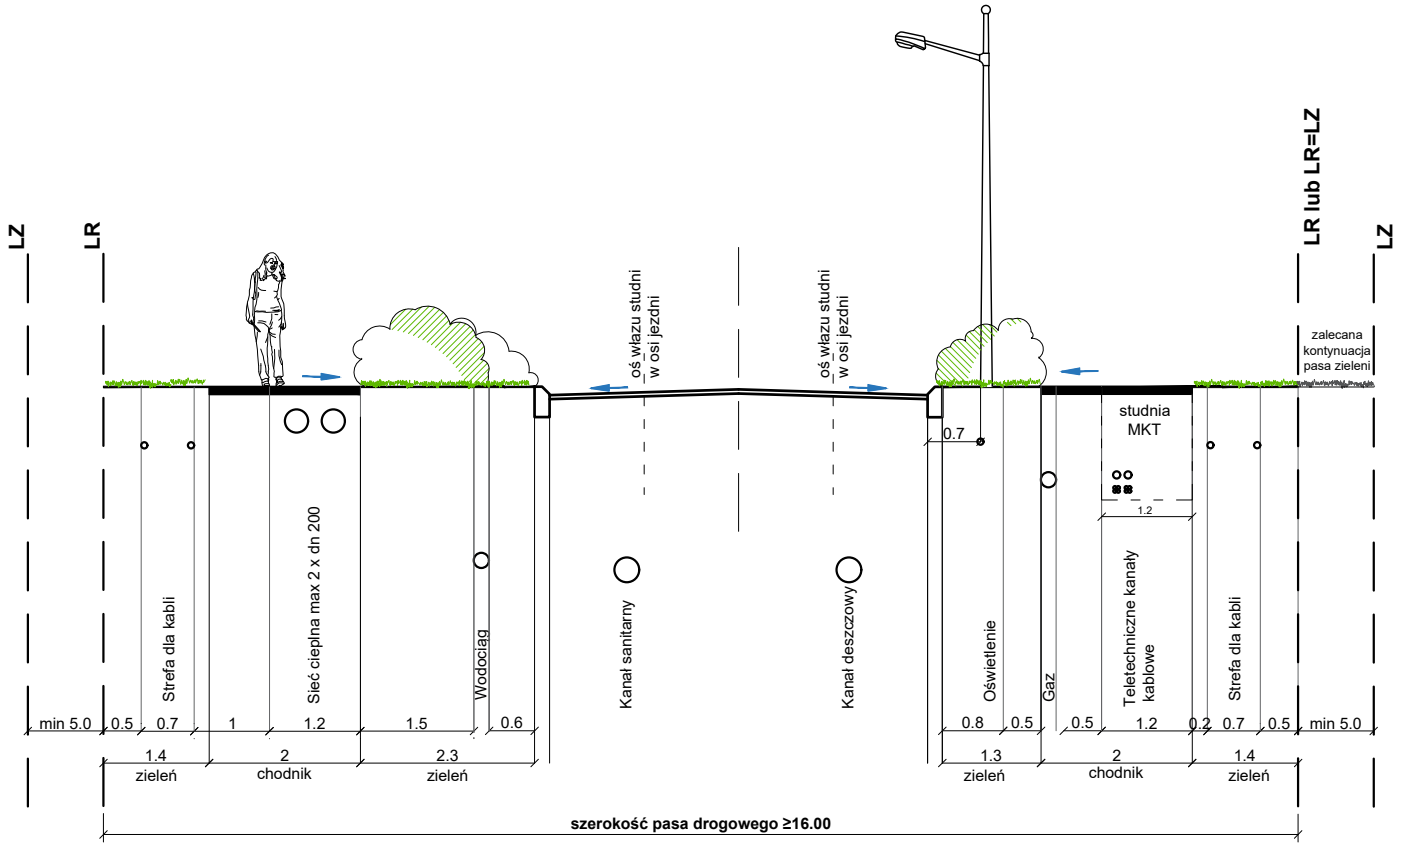 LZ
LR
oś włazu studni
w osi jezdni
oś włazu studni
w osi jezdni
LR lub LR=LZ
LZ
zalecana
kontynuacja
pasa zieleni
studnia
MKT
0.7
1.2
Strefa dla kabli
Sieć cieplna max 2 x dn 200
Wodociąg
Kanał sanitarny
Kanał deszczowy
Oświetlenie
Gaz
Teletechniczne kanały
kablowe
Strefa dla kabli
min 5.0 0.5 0.7 1 1.2 1.5 0.6 0.8 0.5 0.5 1.2 0.2 0.7 0.5 min 5.0
1.4 2 2.3 1.3 2 1.4
zieleń chodnik zieleń zieleń chodnik zieleń
szerokość pasa drogowego ≥16.00